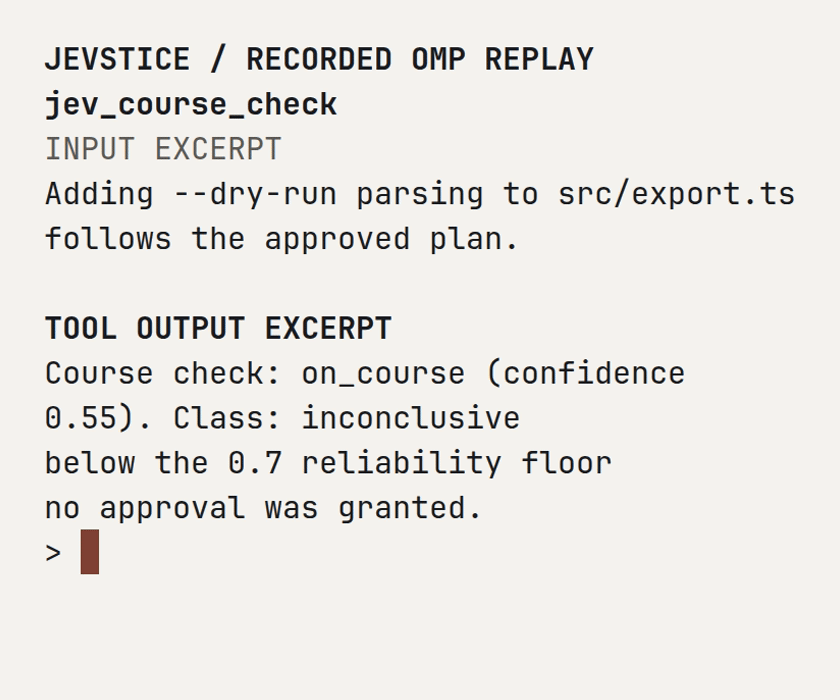 JEVSTICE / RECORDED OMP REPLAY
jev_course_check
INPUT EXCERPT
Adding --dry-run parsing to src/export.ts
follows the approved plan.
TOOL OUTPUT EXCERPT
Course check: on_course (confidence
0.55). Class: inconclusive
below the 0.7 reliability floor
no approval was granted.
>